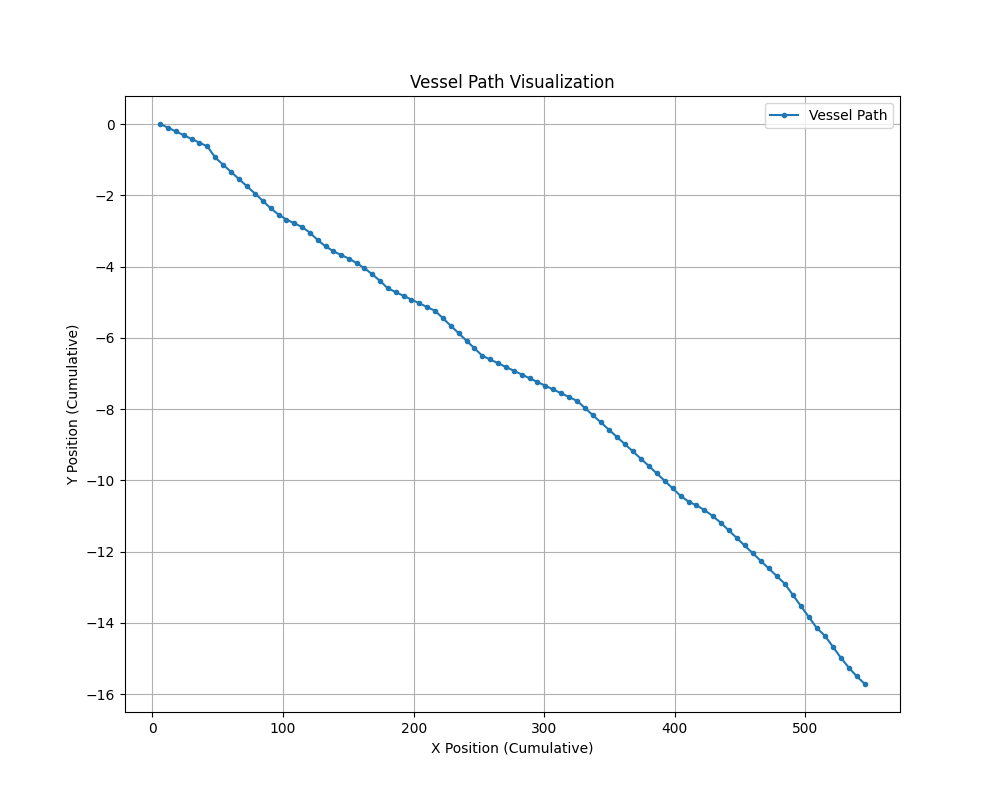 Vessel Path Visualization
Vessel Path
0
−2
−4
−6
−8
−10
−12
−14
−16
Y Position (Cumulative)
0 100 200 300 400 500
X Position (Cumulative)